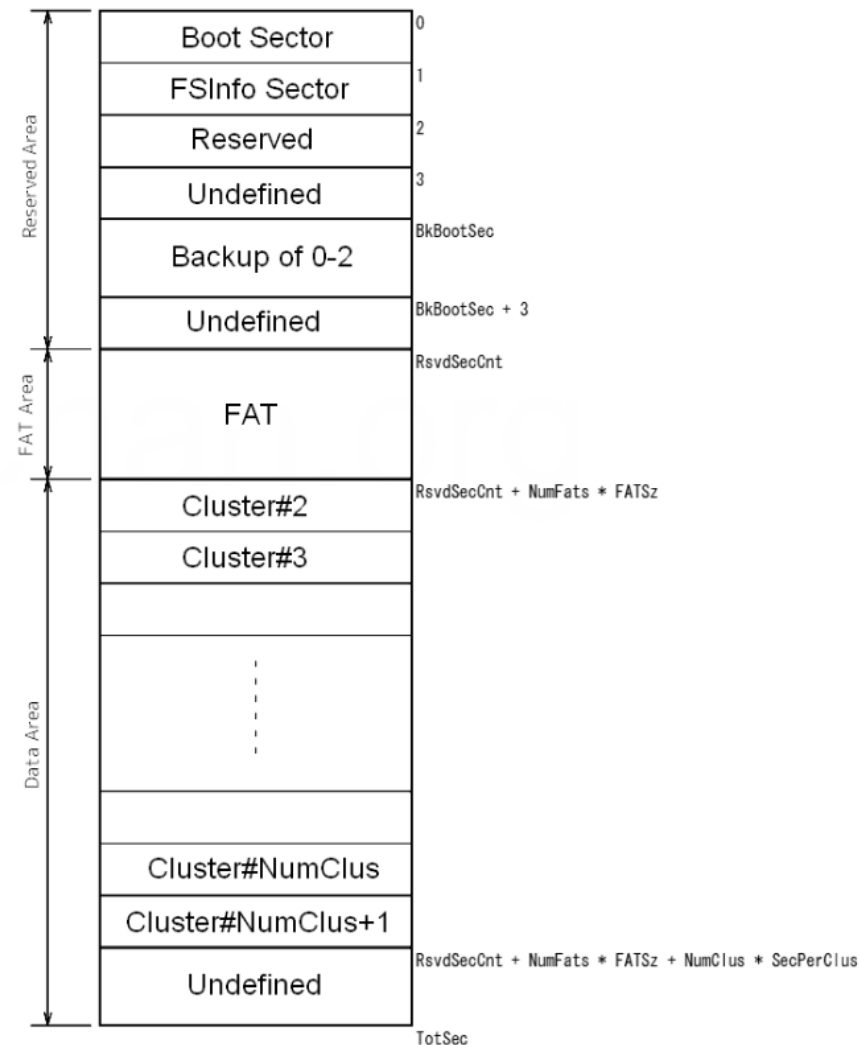 0
Boot Sector
1
FSInfo Sector
2
Reserved
3
Undefined
BkBootSec
Backup of 0-2
BkBootSec + 3
Undefined
Reserved Area
RsvdSecCnt
FAT
FAT Area
RsvdSecCnt + NumFats * FATSz
Cluster#2
Cluster#3
Data Area
Cluster#NumClus
Cluster#NumClus+1
RsvdSecCnt + NumFats * FATSz + NumClus * SecPerClus
Undefined
TotSec